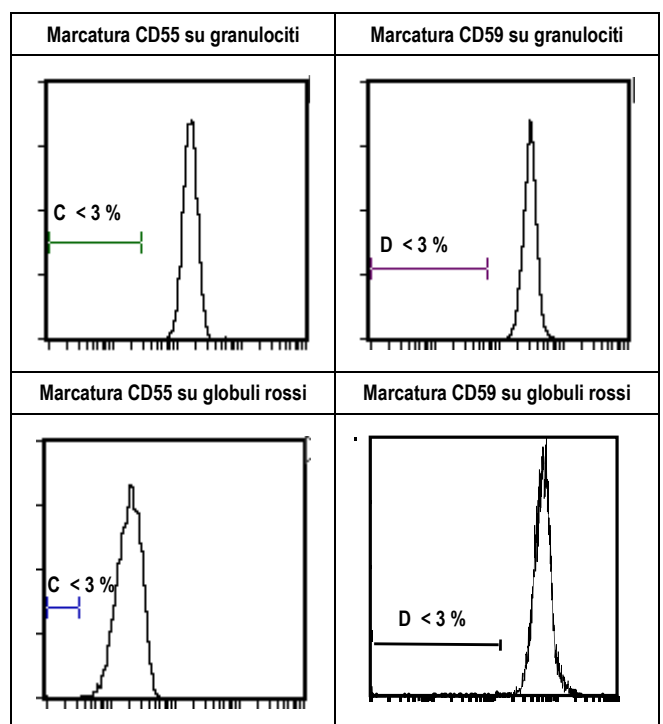 Marcatura CD55 su granulociti
Marcatura CD59 su granulociti
C < 3 %
D < 3 %
Marcatura CD55 su globuli rossi
Marcatura CD59 su globuli rossi
C < 3 %
D < 3 %